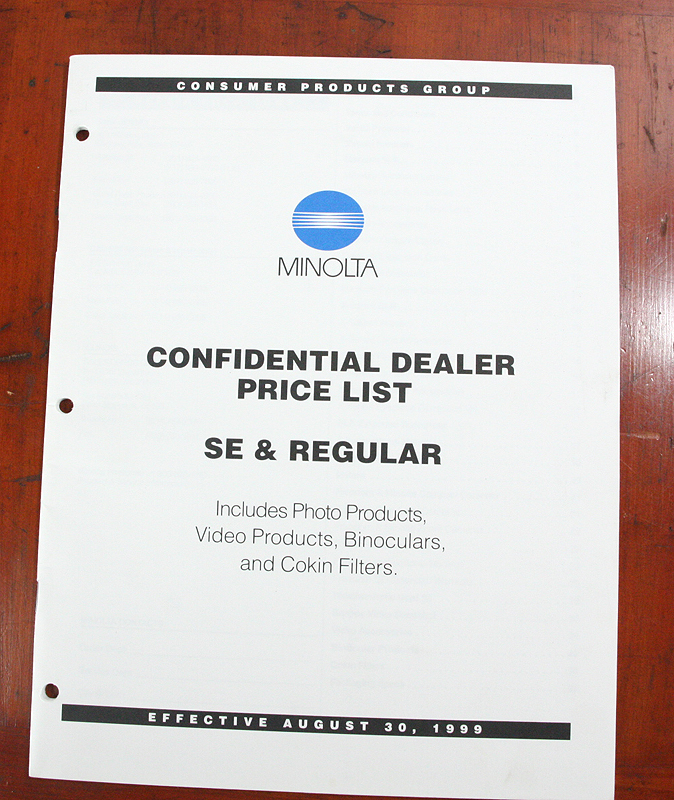 CONSUMER PRODUCTS GROUP
MINOLTA
CONFIDENTIAL DEALER
PRICE LIST
SE & REGULAR
Includes Photo Products,
Video Products, Binoculars,
and Cokin Filters.
EFFECTIVE AUGUST 30, 1999